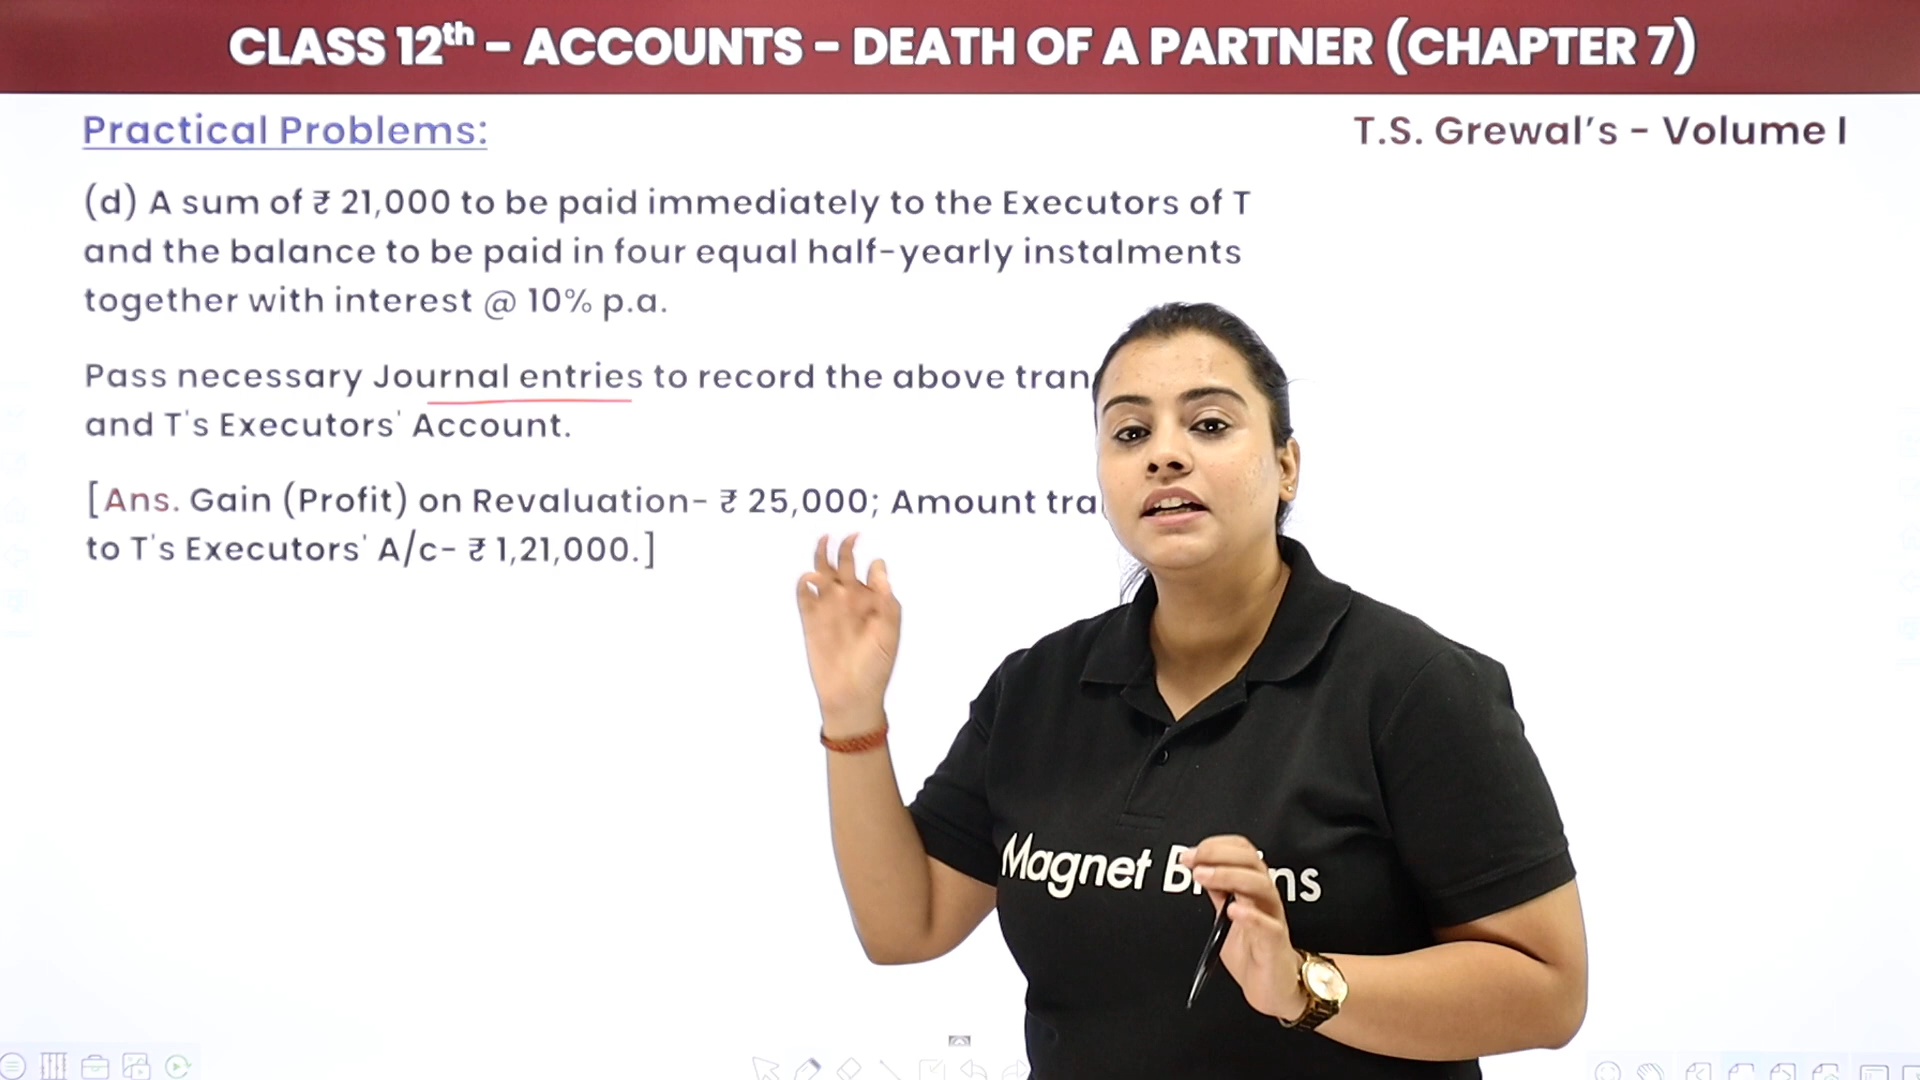 CLASS 12th – ACCOUNTS – DEATH OF A PARTNER (CHAPTER 7)
Practical Problems:
T.S. Grewal's - Volume I
(d) A sum of ₹ 21,000 to be paid immediately to the Executors of T
and the balance to be paid in four equal half-yearly instalments
together with interest @ 10% p.a.
Pass necessary Journal entries to record the above tran
and T's Executors' Account.
[Ans. Gain (Profit) on Revaluation- ₹ 25,000; Amount tra
to T's Executors' A/c- ₹ 1,21,000.]
Magnet B ns